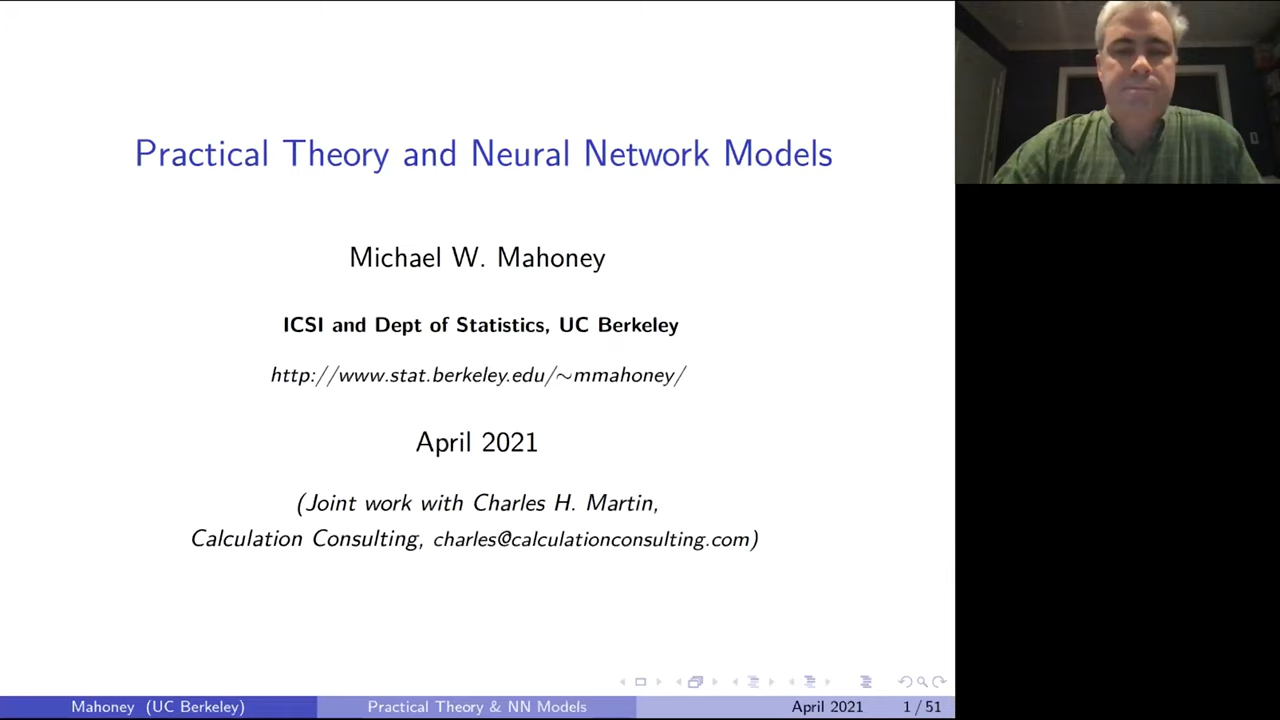 Practical Theory and Neural Network Models
Michael W. Mahoney
ICSI and Dept of Statistics, UC Berkeley
http://www.stat.berkeley.edu/~mmahoney/
April 2021
(Joint work with Charles H. Martin,
Calculation Consulting, charles@calculationconsulting.com)
Mahoney (UC Berkeley) Practical Theory & NN Models April 2021 1 / 51